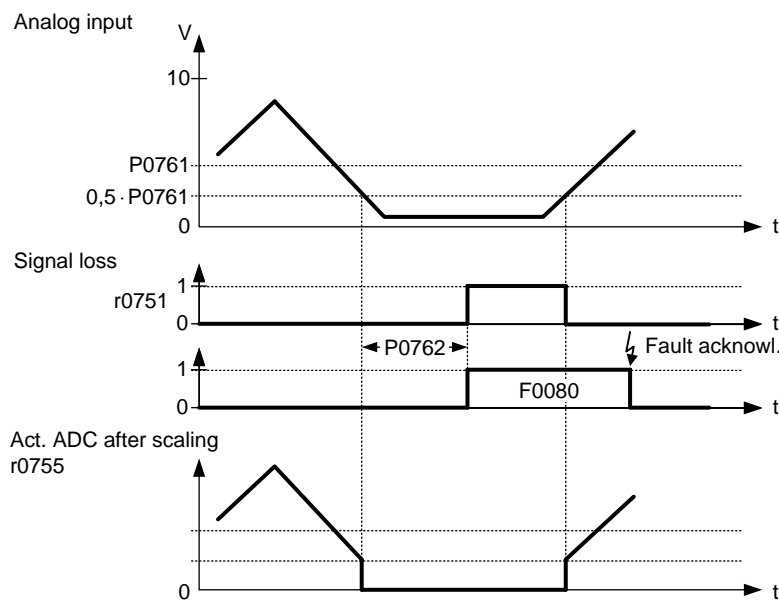 Analog input
V
10
P0761
0,5 · P0761
0
t
Signal loss
1
r0751
0
t
P0762
Fault acknowl.
1
F0080
0
t
Act. ADC after scaling
r0755
0
t